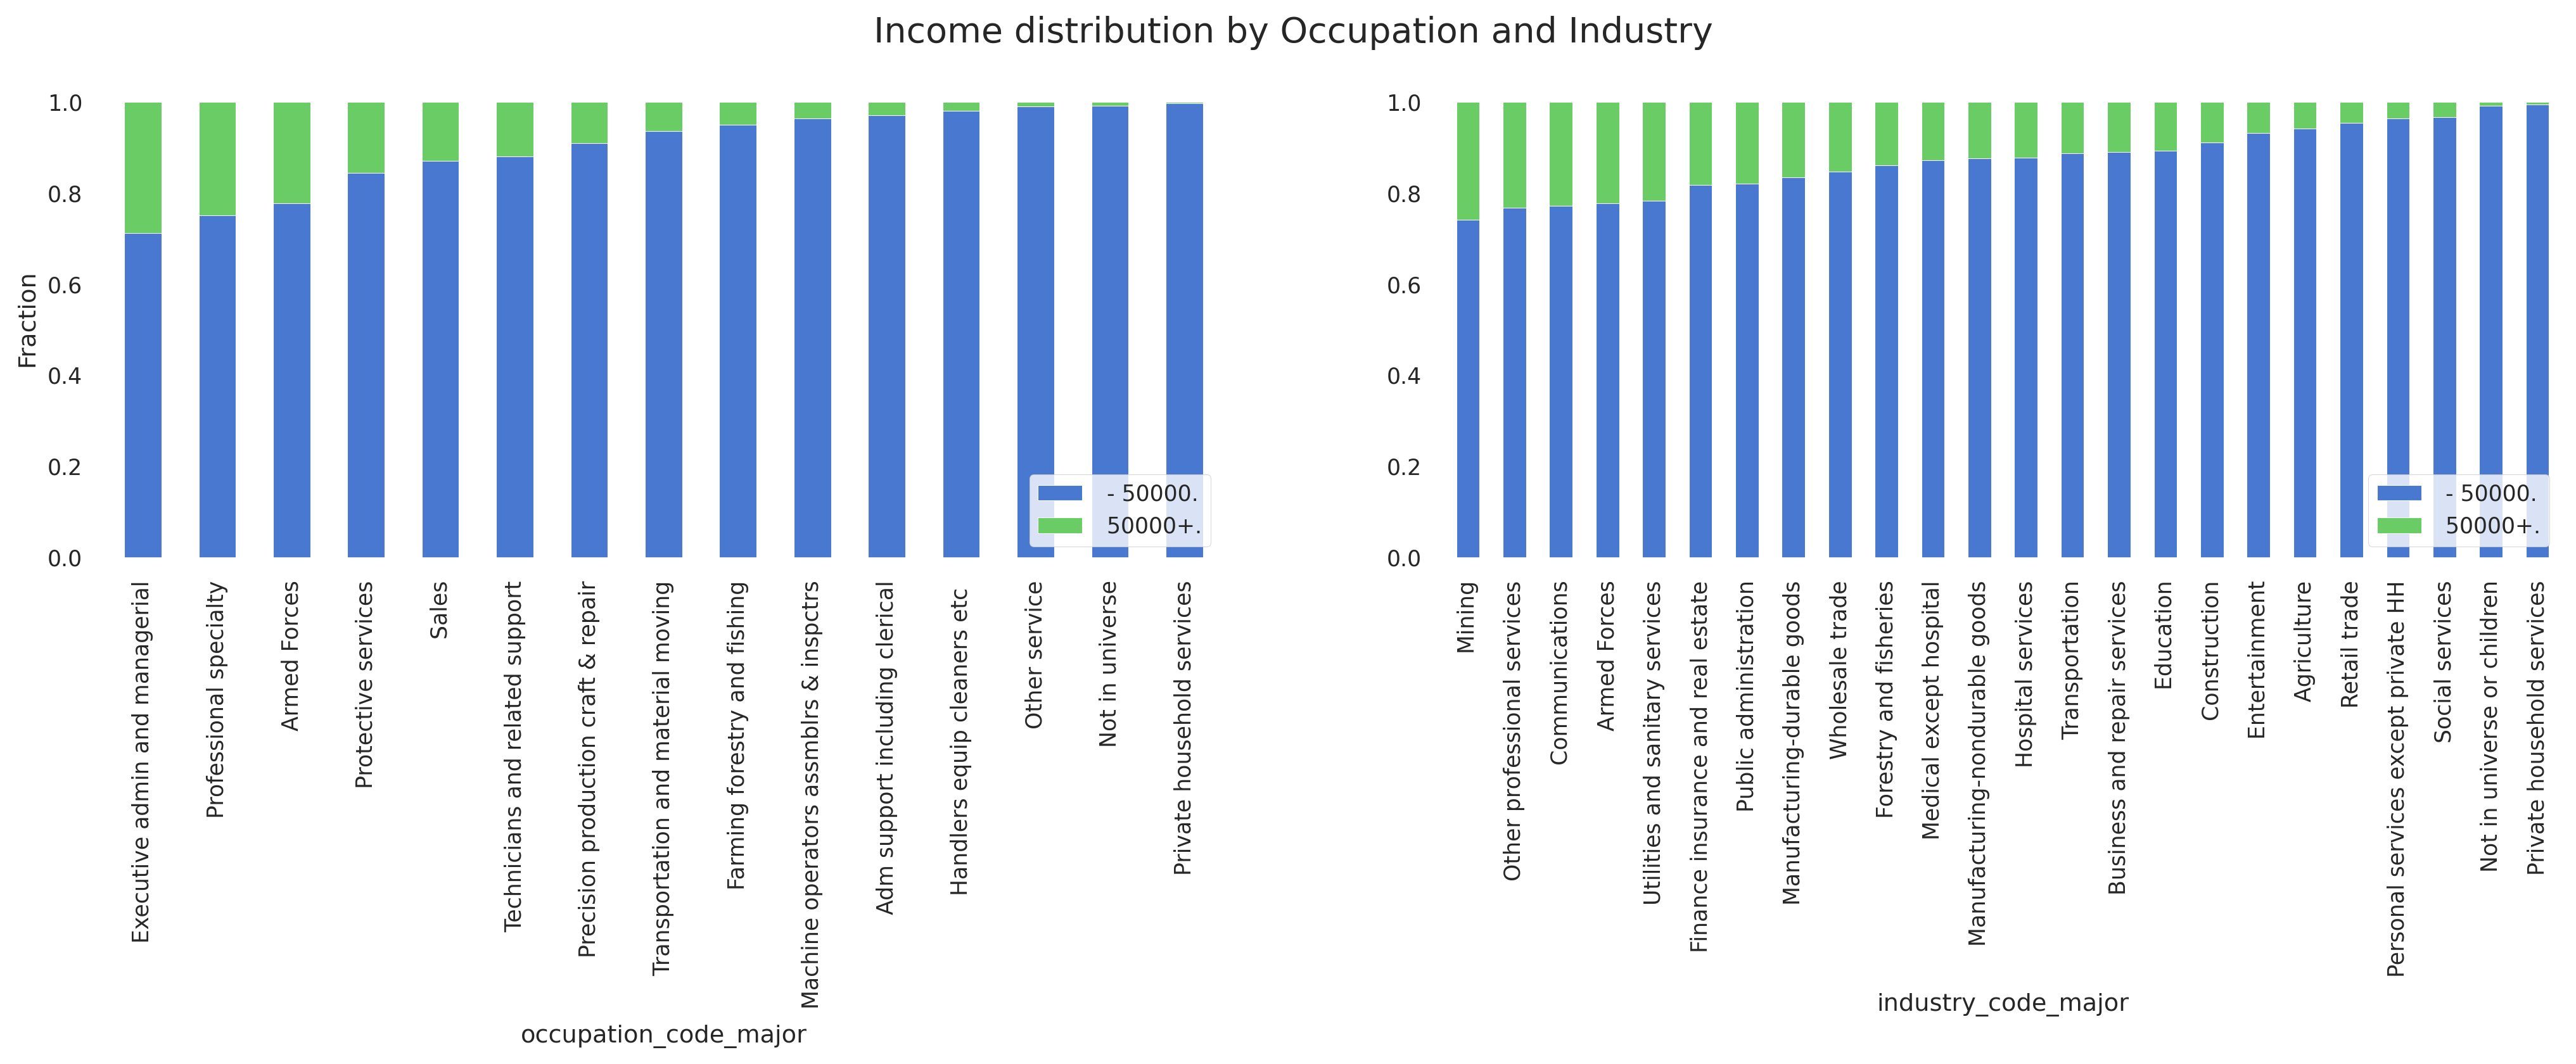 Income distribution by Occupation and Industry
Fraction
1.0
0.8
0.6
0.4
0.2
0.0
- 50000.
50000+.
Executive admin and managerial
Professional specialty
Armed Forces
Protective services
Sales
Technicians and related support
Precision production craft & repair
Transportation and material moving
Farming forestry and fishing
Machine operators assmblrs & inspctrs
Adm support including clerical
Handlers equip cleaners etc
Other service
Not in universe
Private household services
occupation_code_major
1.0
0.8
0.6
0.4
0.2
0.0
- 50000.
50000+.
Mining
Other professional services
Communications
Armed Forces
Utilities and sanitary services
Finance insurance and real estate
Public administration
Manufacturing-durable goods
Wholesale trade
Forestry and fisheries
Medical except hospital
Manufacturing-nondurable goods
Hospital services
Transportation
Business and repair services
Education
Construction
Entertainment
Agriculture
Retail trade
Personal services except private HH
Social services
Not in universe or children
Private household services
industry_code_major